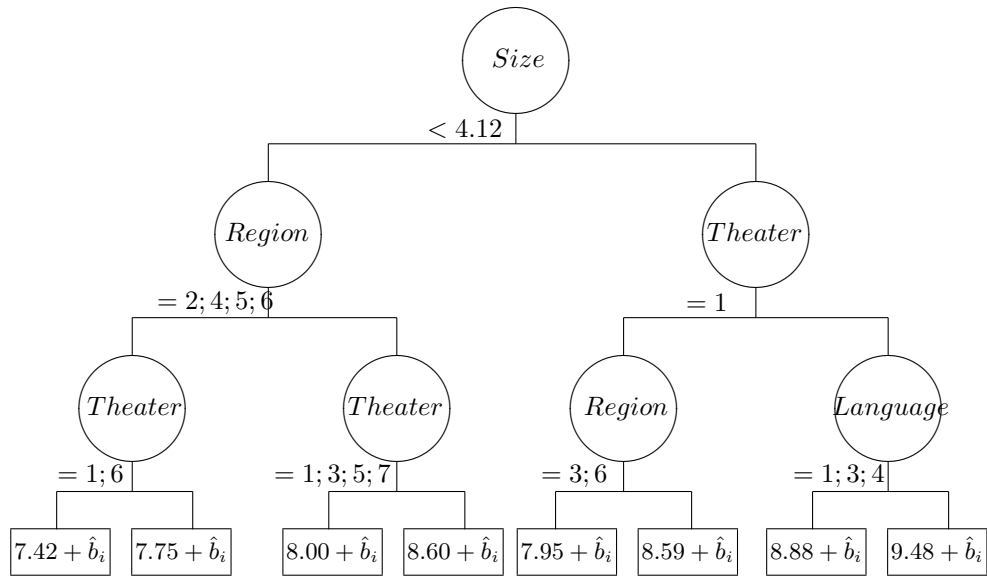 Size
< 4.12
Region
Theater
= 2; 4; 5; 6
= 1
Theater
Theater
Region
Language
= 1; 6
= 1; 3; 5; 7
= 3; 6
= 1; 3; 4
7.42 + b̂ᵢ
7.75 + b̂ᵢ
8.00 + b̂ᵢ
8.60 + b̂ᵢ
7.95 + b̂ᵢ
8.59 + b̂ᵢ
8.88 + b̂ᵢ
9.48 + b̂ᵢ